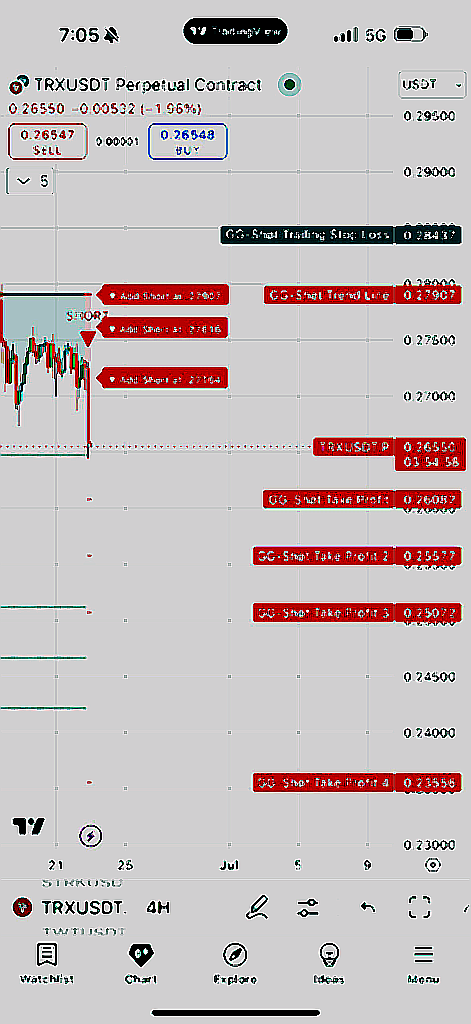 7:05
TradingView
5G
TRXUSDT Perpetual Contract
USDT
0.26550 -0.00532 (-1.96%)
0.26547
SELL
0.00001
0.26548
BUY
5
0.29500
0.29000
GG-Shot Trading Stop Loss 0.28437
0.28000
Add Short at: 27907
GG-Shot Trend Line 0.27907
SHORT
Add Short at: 27616
0.27500
Add Short at: 27164
0.27000
TRXUSDT.P 0.26550
03:54:58
GG-Shot Take Profit 0.26087
GG-Shot Take Profit 2 0.25577
GG-Shot Take Profit 3 0.25072
0.24500
0.24000
GG-Shot Take Profit 4 0.23556
0.23000
21
25
Jul
5
9
STRKUSD
TRXUSDT. 4H
TWTUSDT
Watchlist
Chart
Explore
Ideas
Menu